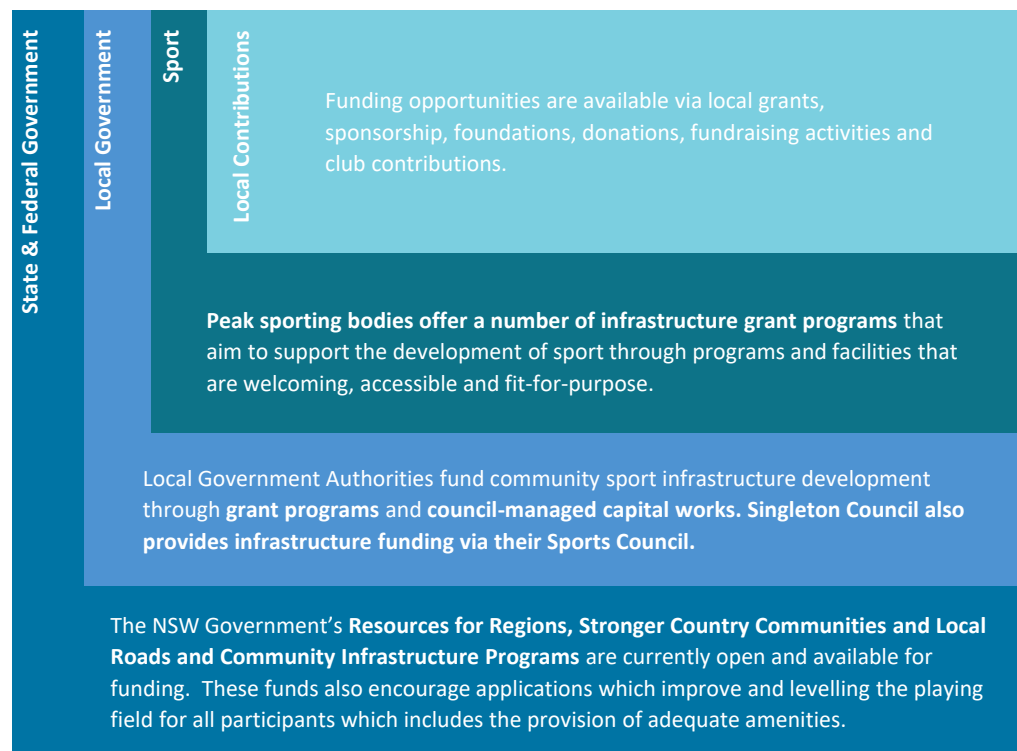 State & Federal Government
Local Government
Sport
Local Contributions
Funding opportunities are available via local grants,
sponsorship, foundations, donations, fundraising activities and
club contributions.
Peak sporting bodies offer a number of infrastructure grant programs that
aim to support the development of sport through programs and facilities that
are welcoming, accessible and fit-for-purpose.
Local Government Authorities fund community sport infrastructure development
through grant programs and council-managed capital works. Singleton Council also
provides infrastructure funding via their Sports Council.
The NSW Government’s Resources for Regions, Stronger Country Communities and Local
Roads and Community Infrastructure Programs are currently open and available for
funding.  These funds also encourage applications which improve and levelling the playing
field for all participants which includes the provision of adequate amenities.